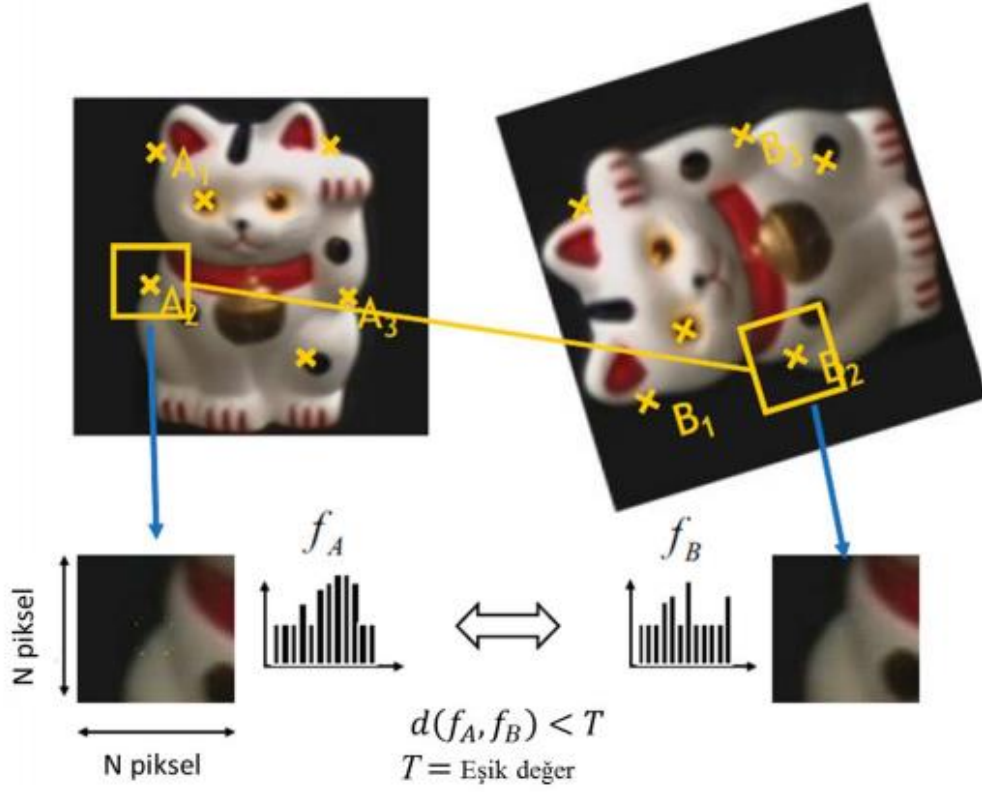 A₁
A₂
A₃
B₃
B₂
B₁
f_A
f_B
N piksel
N piksel
d(f_A, f_B) < T
T = Eşik değer